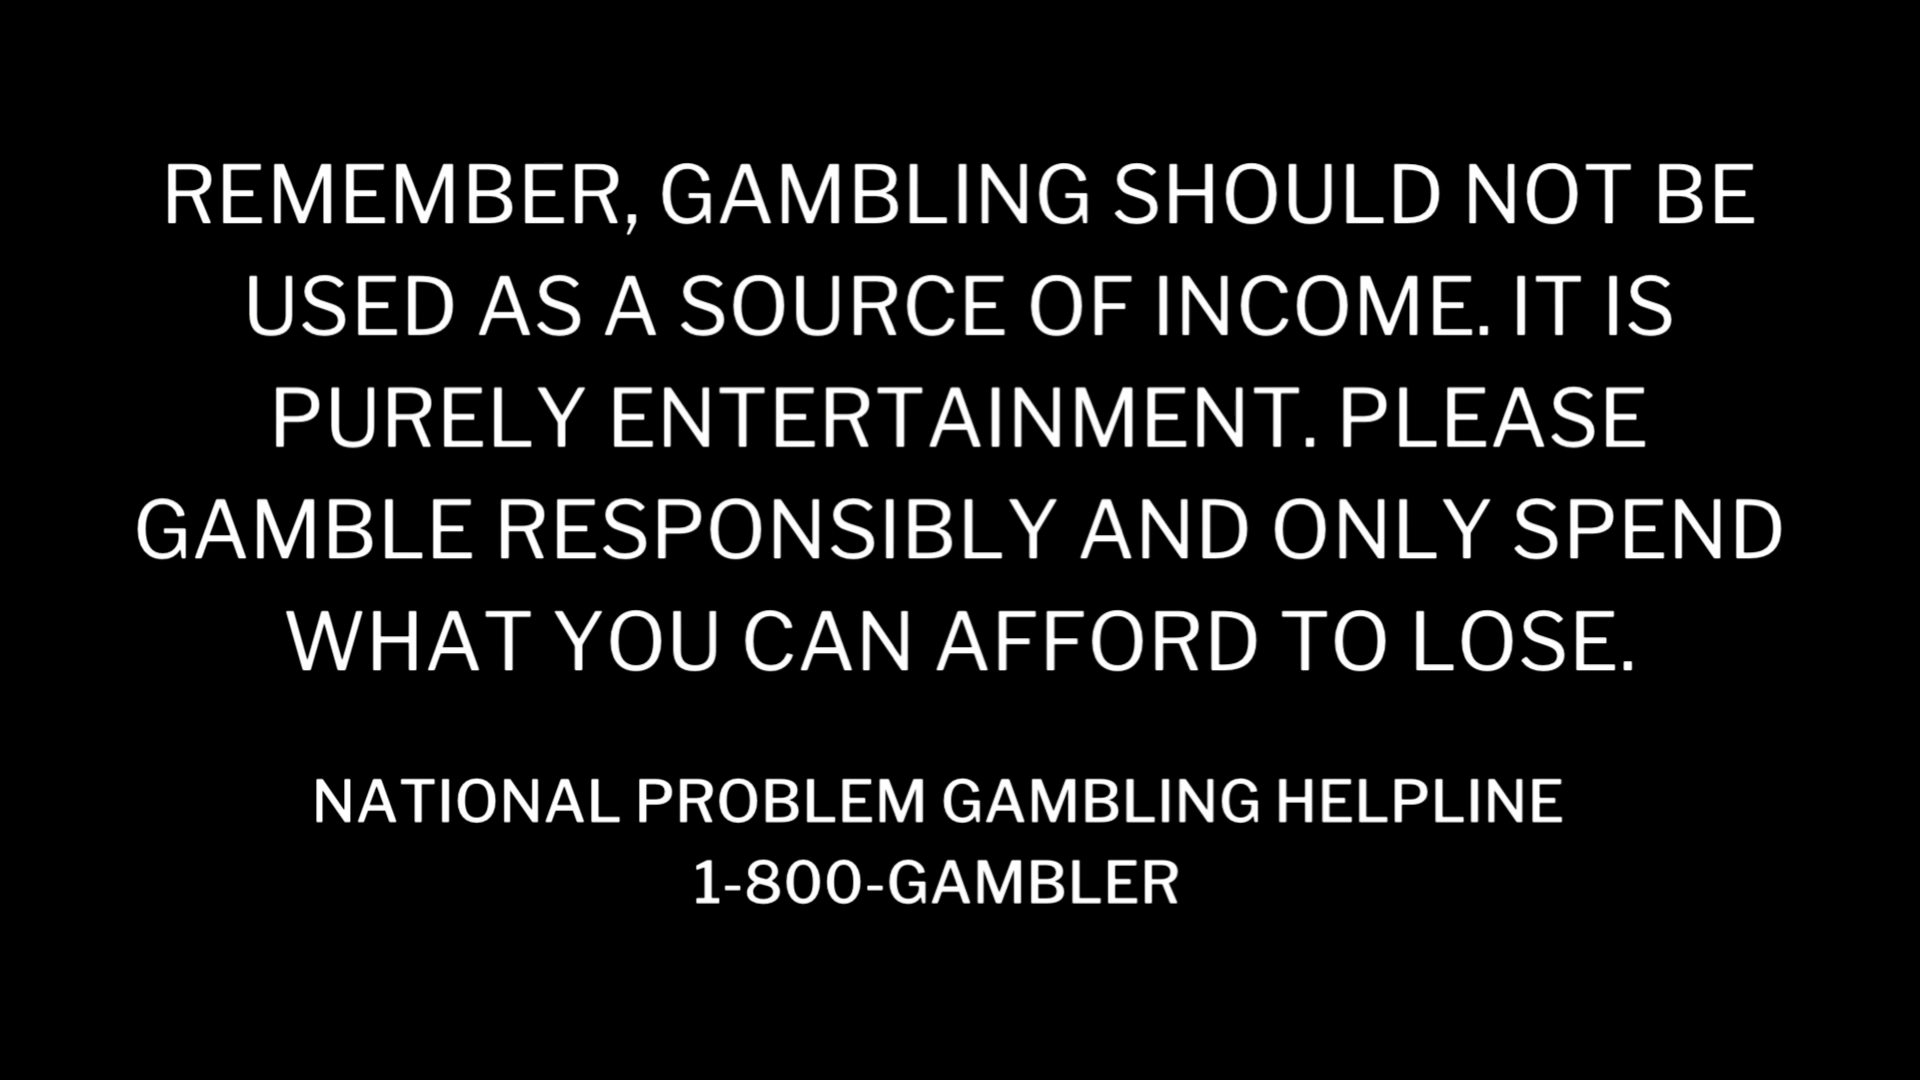 REMEMBER, GAMBLING SHOULD NOT BE
USED AS A SOURCE OF INCOME. IT IS
PURELY ENTERTAINMENT. PLEASE
GAMBLE RESPONSIBLY AND ONLY SPEND
WHAT YOU CAN AFFORD TO LOSE.
NATIONAL PROBLEM GAMBLING HELPLINE
1-800-GAMBLER